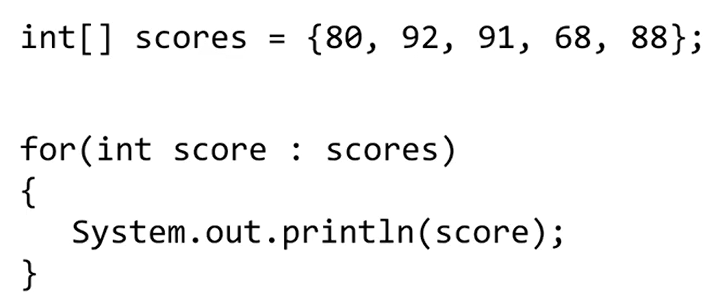 int[] scores = {80, 92, 91, 68, 88};
for(int score : scores)
{
System.out.println(score);
}